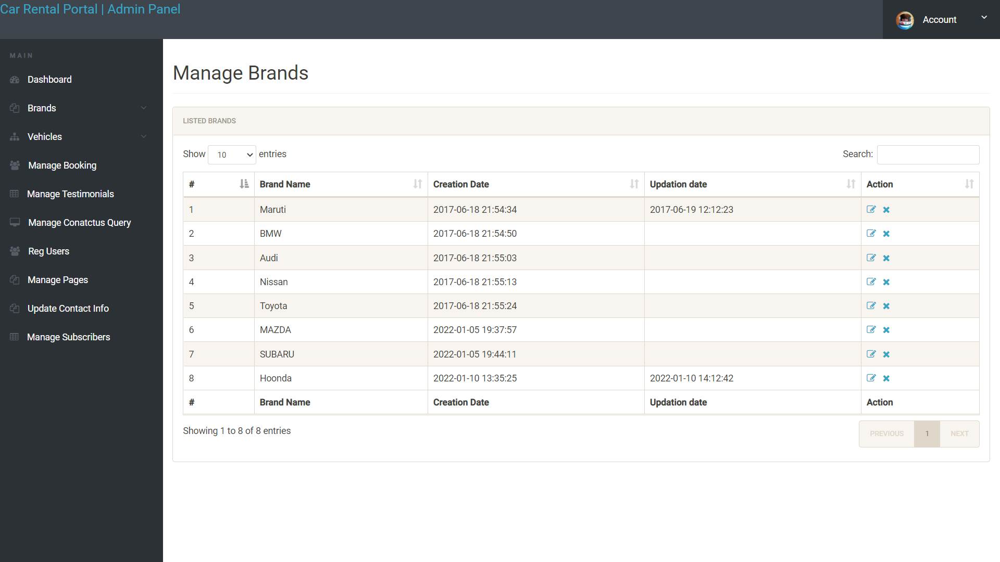 Car Rental Portal | Admin Panel
Account
MAIN
Dashboard
Brands
Vehicles
Manage Booking
Manage Testimonials
Manage Conatctus Query
Reg Users
Manage Pages
Update Contact Info
Manage Subscribers
Manage Brands
LISTED BRANDS
Show 10 entries Search:
# Brand Name Creation Date Updation date Action
1 Maruti 2017-06-18 21:54:34 2017-06-19 12:12:23
2 BMW 2017-06-18 21:54:50
3 Audi 2017-06-18 21:55:03
4 Nissan 2017-06-18 21:55:13
5 Toyota 2017-06-18 21:55:24
6 MAZDA 2022-01-05 19:37:57
7 SUBARU 2022-01-05 19:44:11
8 Hoonda 2022-01-10 13:35:25 2022-01-10 14:12:42
# Brand Name Creation Date Updation date Action
Showing 1 to 8 of 8 entries
PREVIOUS 1 NEXT